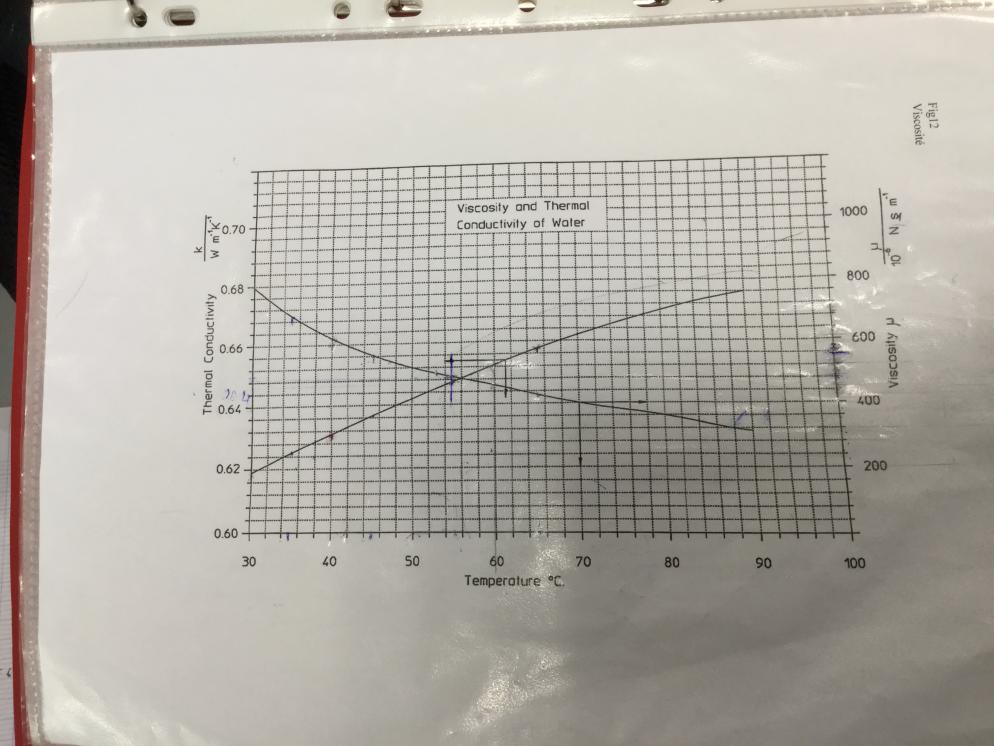 Fig12
Viscosité
Viscosity and Thermal
Conductivity of Water
k
W m⁻¹K⁻¹
Thermal Conductivity
0.70
0.68
0.66
0.64
0.62
0.60
30 40 50 60 70 80 90 100
Temperature °C.
1000
800
600
400
200
Viscosity μ
μ
10⁻⁶ N s m⁻¹